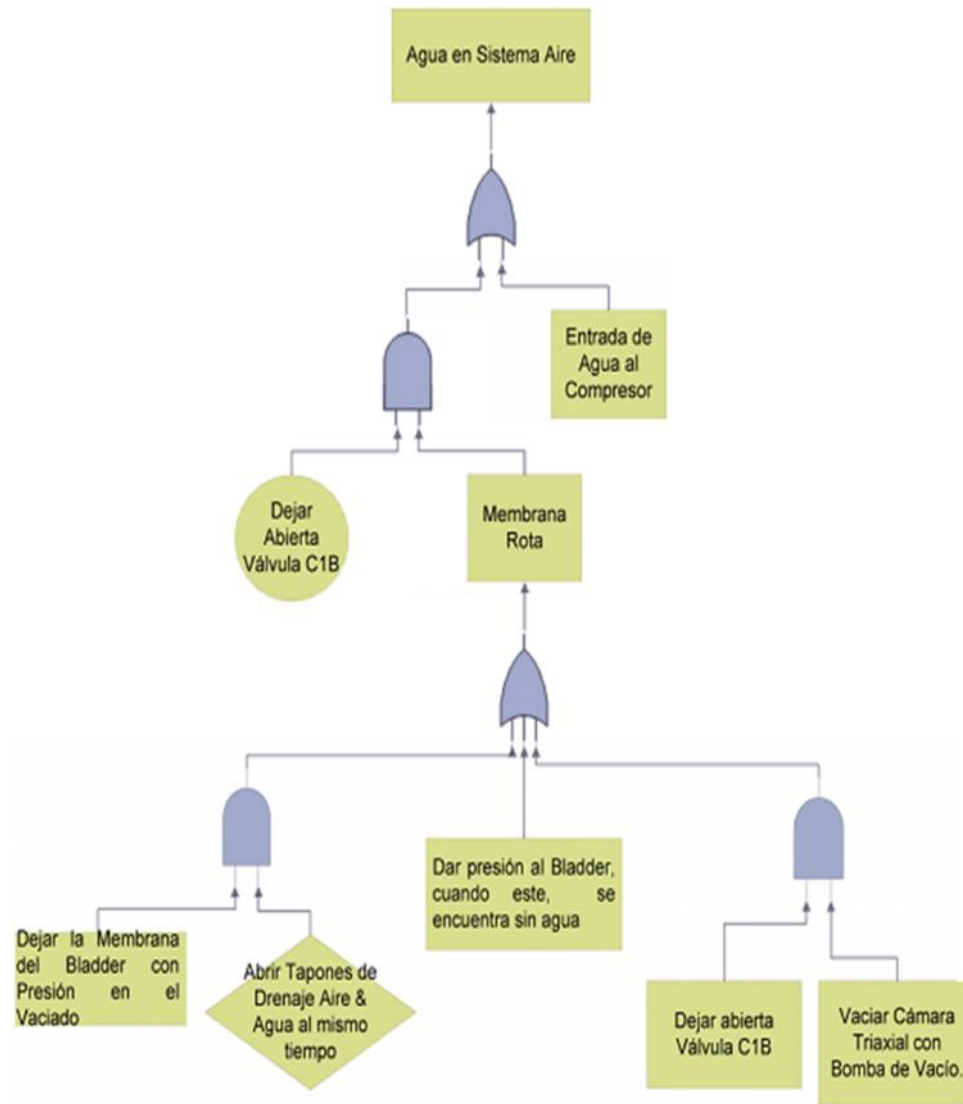 Agua en Sistema Aire
Entrada de
Agua al
Compresor
Dejar
Abierta
Válvula C1B
Membrana
Rota
Dar presión al Bladder,
cuando este, se
encuentra sin agua
Dejar la Membrana
del Bladder con
Presión en el
Vaciado
Abrir Tapones de
Drenaje Aire &
Agua al mismo
tiempo
Dejar abierta
Válvula C1B
Vaciar Cámara
Triaxial con
Bomba de Vacío.